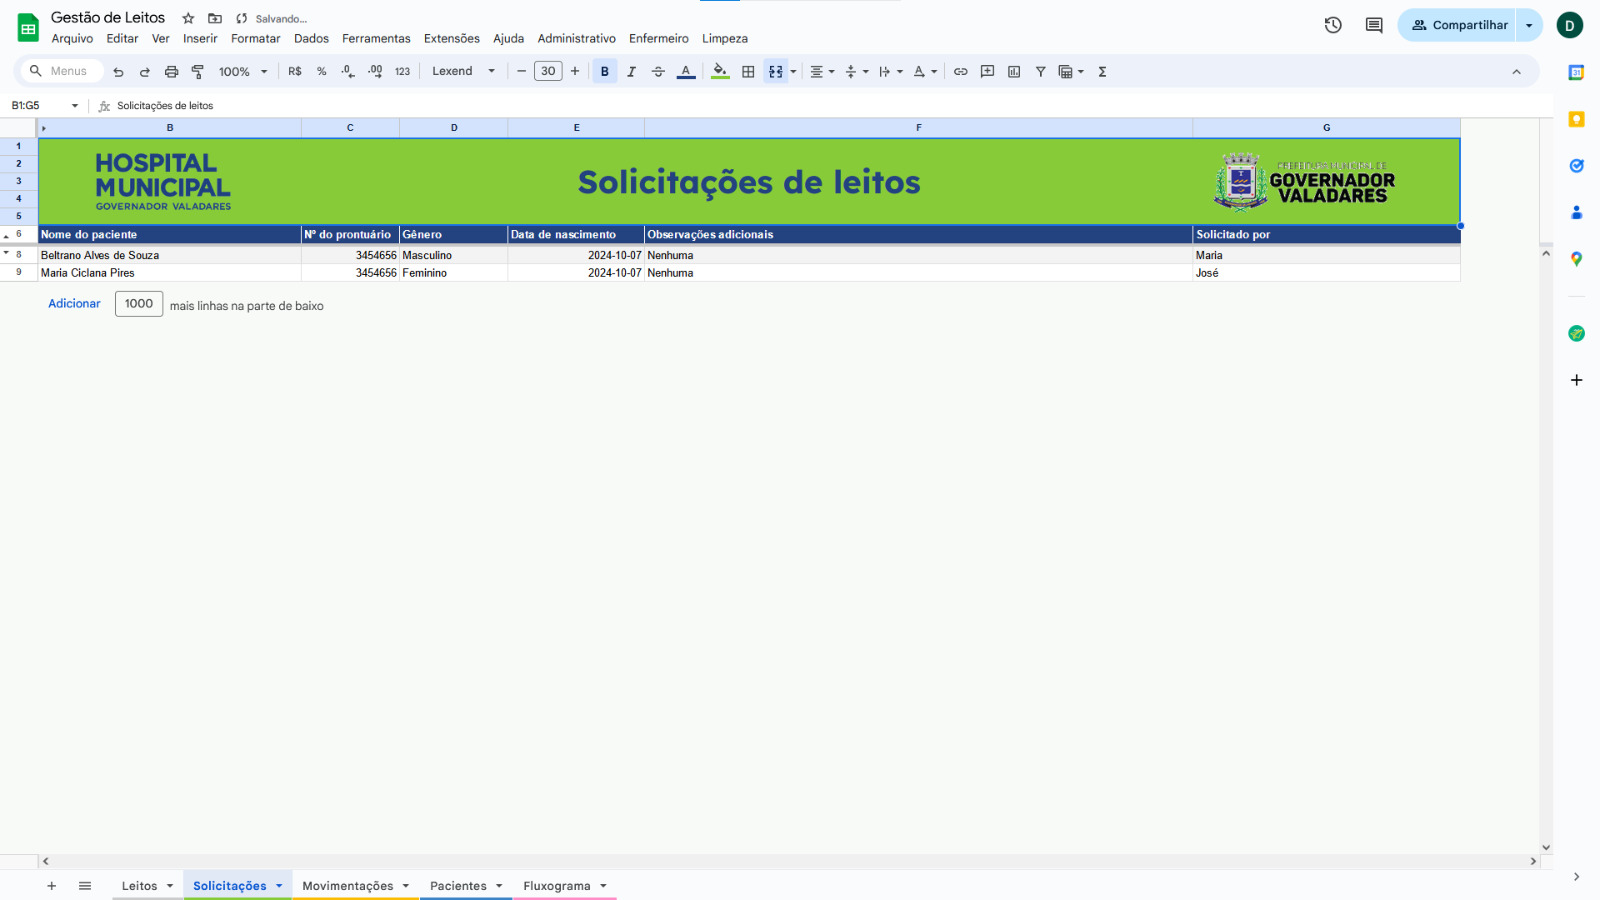 Gestão de Leitos Salvando...
Arquivo Editar Ver Inserir Formatar Dados Ferramentas Extensões Ajuda Administrativo Enfermeiro Limpeza
Compartilhar D
Menus 100% R$ % .0 .00 123 Lexend 30 B I A
B1:G5 fx Solicitações de leitos
B C D E F G
1
2
3
4
5
HOSPITAL
MUNICIPAL
GOVERNADOR VALADARES
Solicitações de leitos
PREFEITURA MUNICIPAL DE
GOVERNADOR
VALADARES
6 Nome do paciente Nº do prontuário Gênero Data de nascimento Observações adicionais Solicitado por
8 Beltrano Alves de Souza 3454656 Masculino 2024-10-07 Nenhuma Maria
9 Maria Ciclana Pires 3454656 Feminino 2024-10-07 Nenhuma José
Adicionar 1000 mais linhas na parte de baixo
Leitos Solicitações Movimentações Pacientes Fluxograma